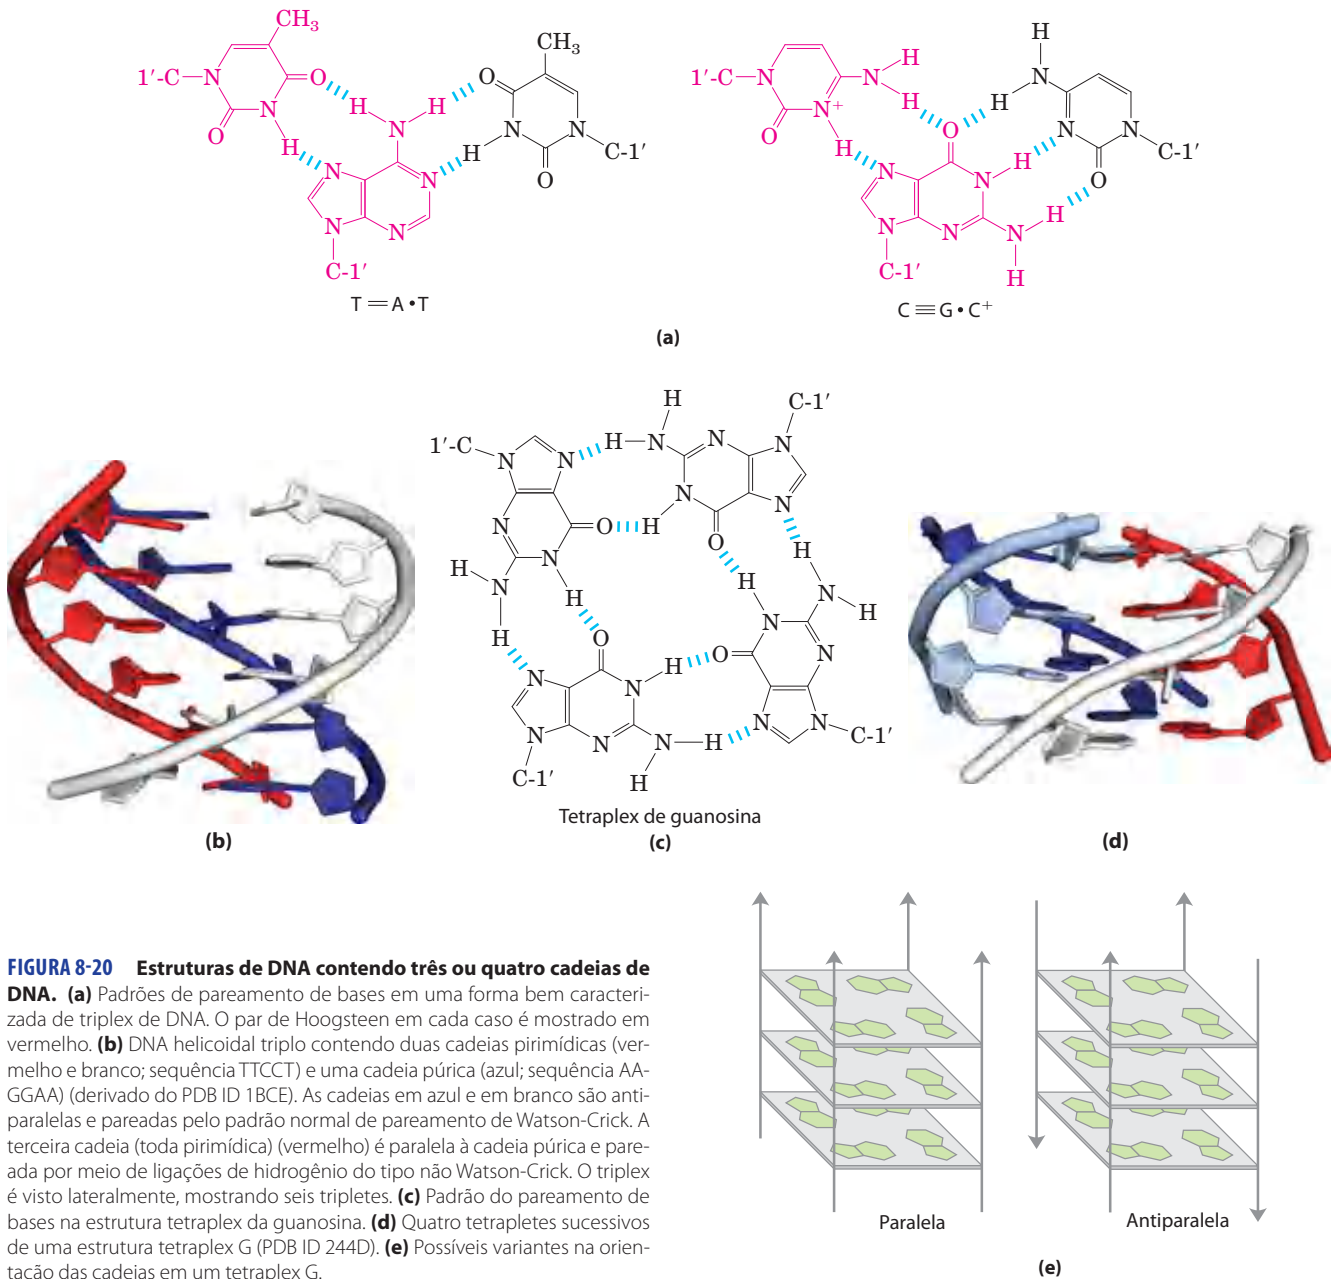 CH₃
1′-C
N
O
H
H
CH₃
O
O
N
H
N
H
N
H
N
C-1′
O
N
N
N
N
C-1′
T═A•T
1′-C
N
N
H
H
O
N⁺
H
H
O
H
N
H
N
N
C-1′
O
N
N
H
N
N
H
N
H
C-1′
C≡G•C⁺
(a)
1′-C
N
N
H
N
H
N
N
C-1′
N
O
H
N
O
N
H
N
N
H
H
H
O
H
N
N
H
H
N
N
O
N
H
O
N
N
N
H
H
N
N
C-1′
C-1′
Tetraplex de guanosina
(b)
(c)
(d)
FIGURA 8-20 Estruturas de DNA contendo três ou quatro cadeias de
DNA. (a) Padrões de pareamento de bases em uma forma bem caracteri-
zada de triplex de DNA. O par de Hoogsteen em cada caso é mostrado em
vermelho. (b) DNA helicoidal triplo contendo duas cadeias pirimídicas (ver-
melho e branco; sequência TTCCT) e uma cadeia púrica (azul; sequência AA-
GGAA) (derivado do PDB ID 1BCE). As cadeias em azul e em branco são anti-
paralelas e pareadas pelo padrão normal de pareamento de Watson-Crick. A
terceira cadeia (toda pirimídica) (vermelho) é paralela à cadeia púrica e pare-
ada por meio de ligações de hidrogênio do tipo não Watson-Crick. O triplex
é visto lateralmente, mostrando seis tripletes. (c) Padrão do pareamento de
bases na estrutura tetraplex da guanosina. (d) Quatro tetrapletes sucessivos
de uma estrutura tetraplex G (PDB ID 244D). (e) Possíveis variantes na orien-
tação das cadeias em um tetraplex G.
Paralela
Antiparalela
(e)